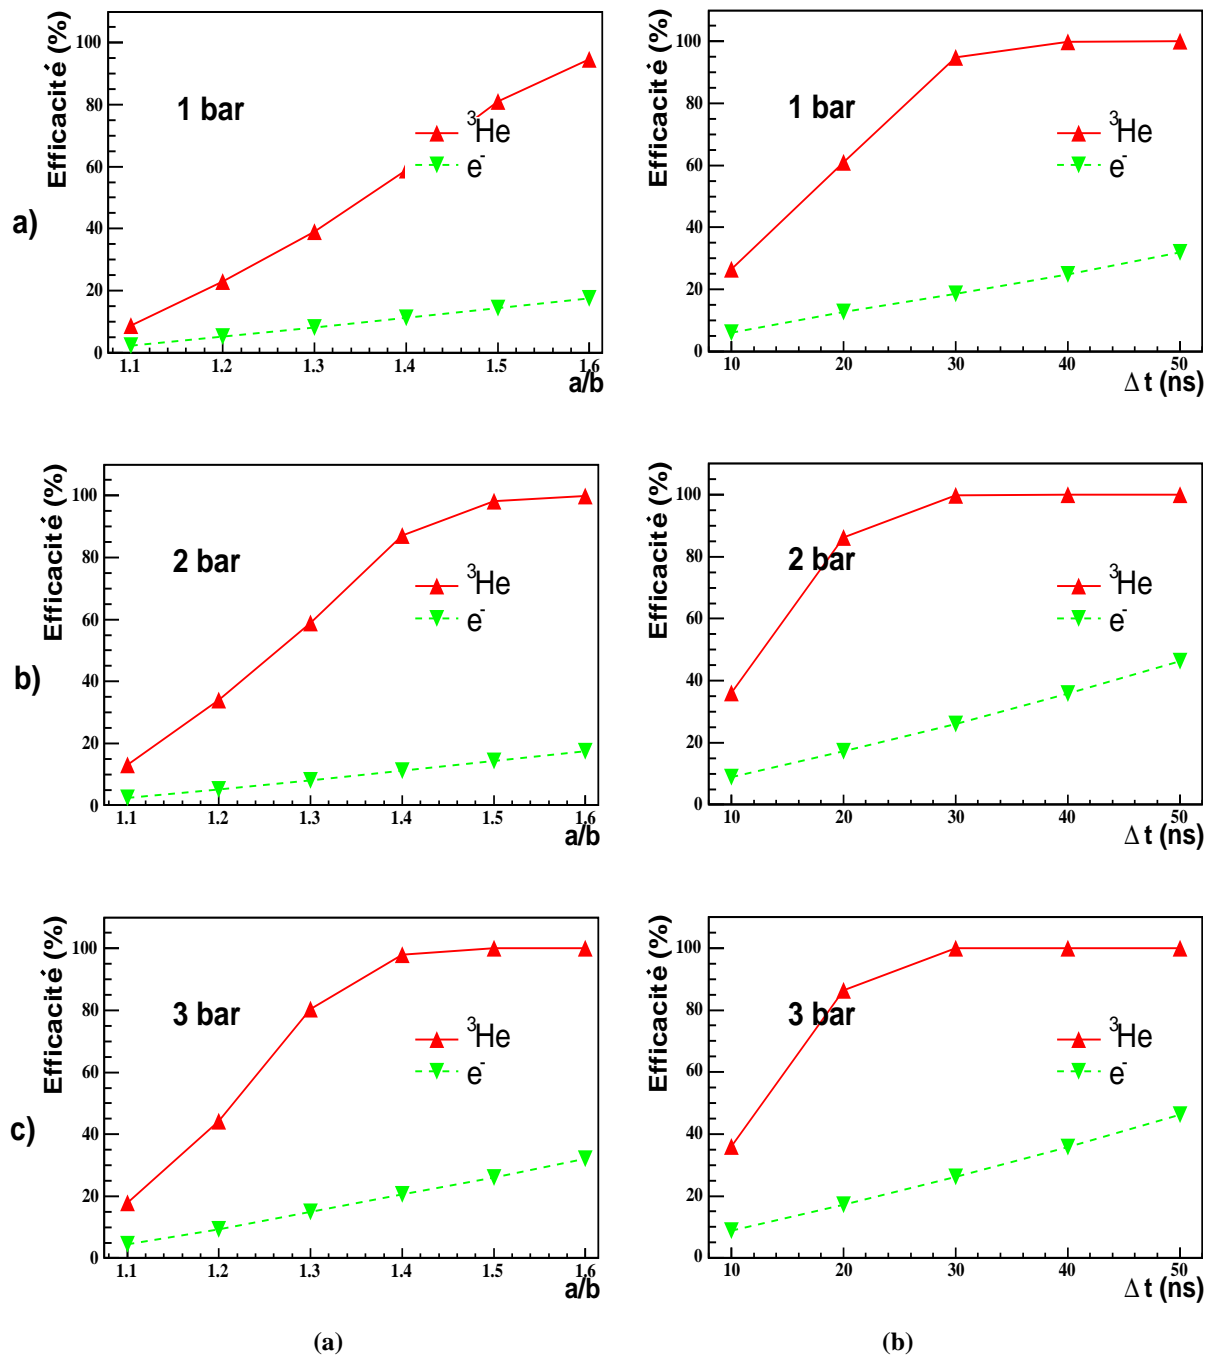 a)
Efficacité (%)
100
80
60
40
20
0
1 bar
³He
e⁻
1.1 1.2 1.3 1.4 1.5 1.6
a/b
Efficacité (%)
100
80
60
40
20
0
1 bar
³He
e⁻
10 20 30 40 50
Δ t (ns)
b)
Efficacité (%)
100
80
60
40
20
0
2 bar
³He
e⁻
1.1 1.2 1.3 1.4 1.5 1.6
a/b
Efficacité (%)
100
80
60
40
20
0
2 bar
³He
e⁻
10 20 30 40 50
Δ t (ns)
c)
Efficacité (%)
100
80
60
40
20
0
3 bar
³He
e⁻
1.1 1.2 1.3 1.4 1.5 1.6
a/b
Efficacité (%)
100
80
60
40
20
0
3 bar
³He
e⁻
10 20 30 40 50
Δ t (ns)
(a) (b)